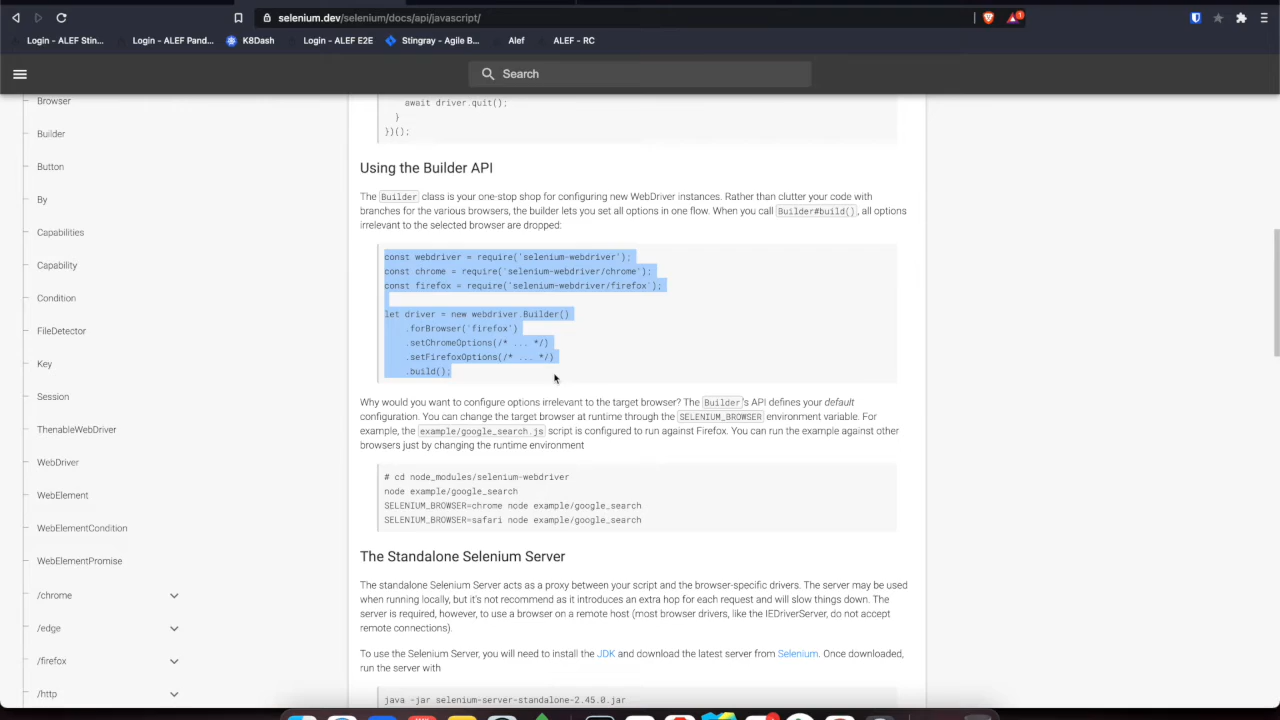 selenium.dev/selenium/docs/api/javascript/
Login - ALEF Stin...
Login - ALEF Pand...
K8Dash
Login - ALEF E2E
Stingray - Agile B...
Alef
ALEF - RC
Search
Browser
Builder
Button
By
Capabilities
Capability
Condition
FileDetector
Key
Session
ThenableWebDriver
WebDriver
WebElement
WebElementCondition
WebElementPromise
/chrome
/edge
/firefox
/http
await driver.quit();
}
})();
Using the Builder API
The Builder class is your one-stop shop for configuring new WebDriver instances. Rather than clutter your code with
branches for the various browsers, the builder lets you set all options in one flow. When you call Builder#build(), all options
irrelevant to the selected browser are dropped:
const webdriver = require('selenium-webdriver');
const chrome = require('selenium-webdriver/chrome');
const firefox = require('selenium-webdriver/firefox');
let driver = new webdriver.Builder()
.forBrowser('firefox')
.setChromeOptions(/* ... */)
.setFirefoxOptions(/* ... */)
.build();
Why would you want to configure options irrelevant to the target browser? The Builder's API defines your default
configuration. You can change the target browser at runtime through the SELENIUM_BROWSER environment variable. For
example, the example/google_search.js script is configured to run against Firefox. You can run the example against other
browsers just by changing the runtime environment
# cd node_modules/selenium-webdriver
node example/google_search
SELENIUM_BROWSER=chrome node example/google_search
SELENIUM_BROWSER=safari node example/google_search
The Standalone Selenium Server
The standalone Selenium Server acts as a proxy between your script and the browser-specific drivers. The server may be used
when running locally, but it's not recommend as it introduces an extra hop for each request and will slow things down. The
server is required, however, to use a browser on a remote host (most browser drivers, like the IEDriverServer, do not accept
remote connections).
To use the Selenium Server, you will need to install the JDK and download the latest server from Selenium. Once downloaded,
run the server with
java -jar selenium-server-standalone-2.45.0.jar